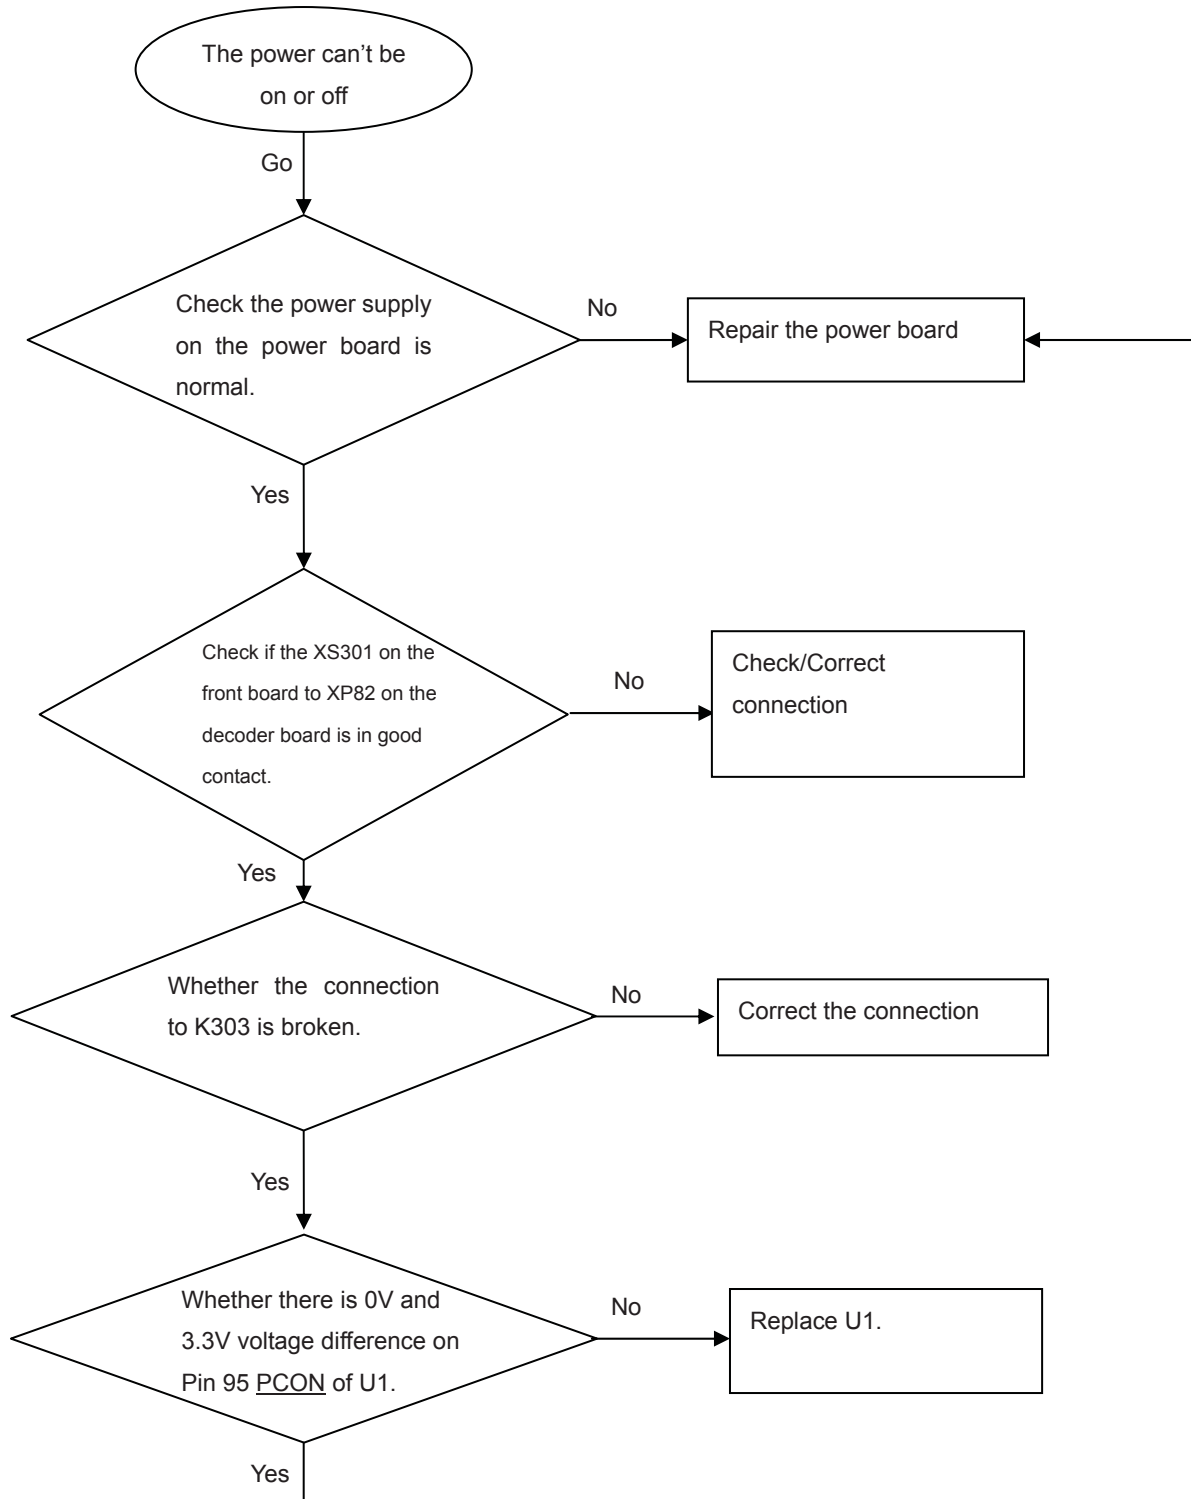 The power can’t be
on or off
Go
Check the power supply
on the power board is
normal.
No
Repair the power board
Yes
Check if the XS301 on the
front board to XP82 on the
decoder board is in good
contact.
No
Check/Correct
connection
Yes
Whether the connection
to K303 is broken.
No
Correct the connection
Yes
Whether there is 0V and
3.3V voltage difference on
Pin 95 PCON of U1.
No
Replace U1.
Yes